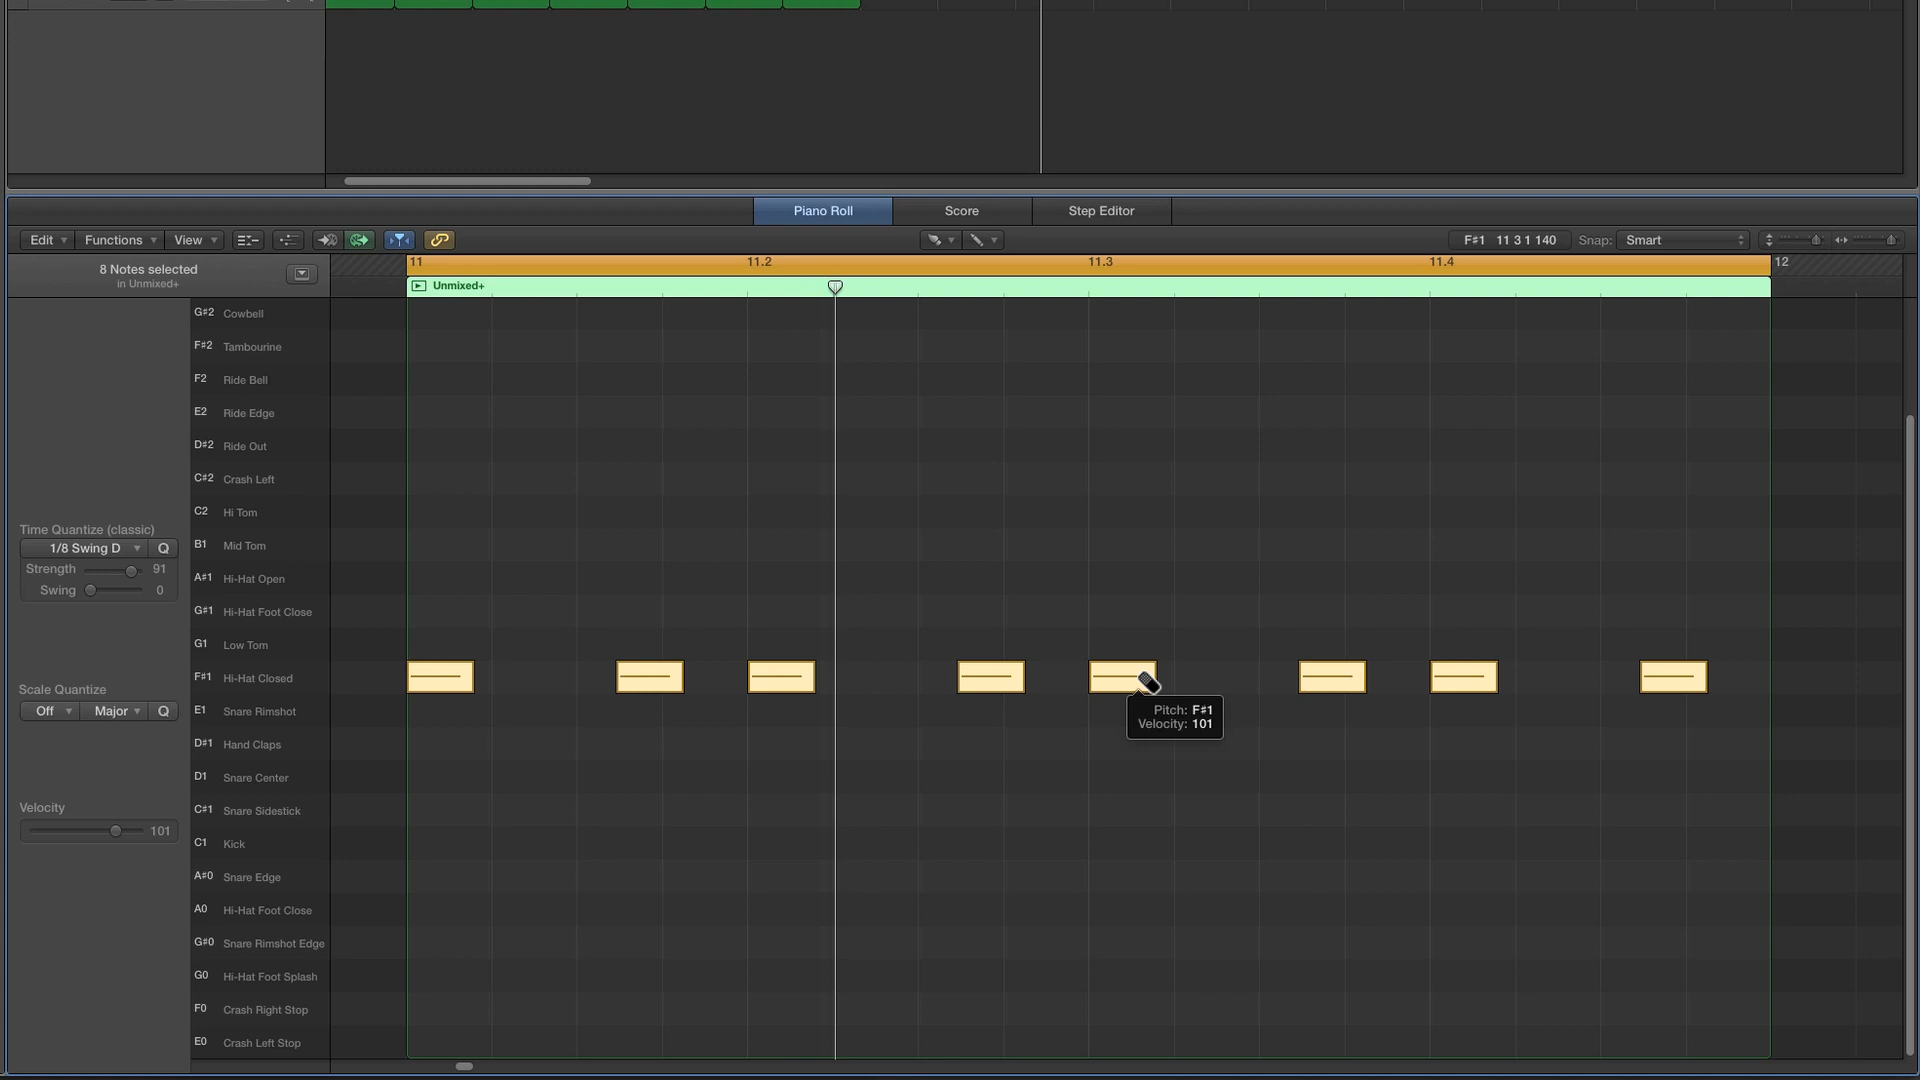 Piano Roll
Score
Step Editor
Edit
Functions
View
F♯1 11 3 1 140
Snap: Smart
8 Notes selected
in Unmixed+
11
11.2
11.3
11.4
12
Unmixed+
G♯2 Cowbell
F♯2 Tambourine
F2 Ride Bell
E2 Ride Edge
D♯2 Ride Out
C♯2 Crash Left
C2 Hi Tom
Time Quantize (classic)
1/8 Swing D Q
B1 Mid Tom
Strength 91
A♯1 Hi-Hat Open
Swing 0
G♯1 Hi-Hat Foot Close
G1 Low Tom
F♯1 Hi-Hat Closed
Scale Quantize
Off Major Q
E1 Snare Rimshot
Pitch: F♯1
Velocity: 101
D♯1 Hand Claps
D1 Snare Center
Velocity
C♯1 Snare Sidestick
101
C1 Kick
A♯0 Snare Edge
A0 Hi-Hat Foot Close
G♯0 Snare Rimshot Edge
G0 Hi-Hat Foot Splash
F0 Crash Right Stop
E0 Crash Left Stop